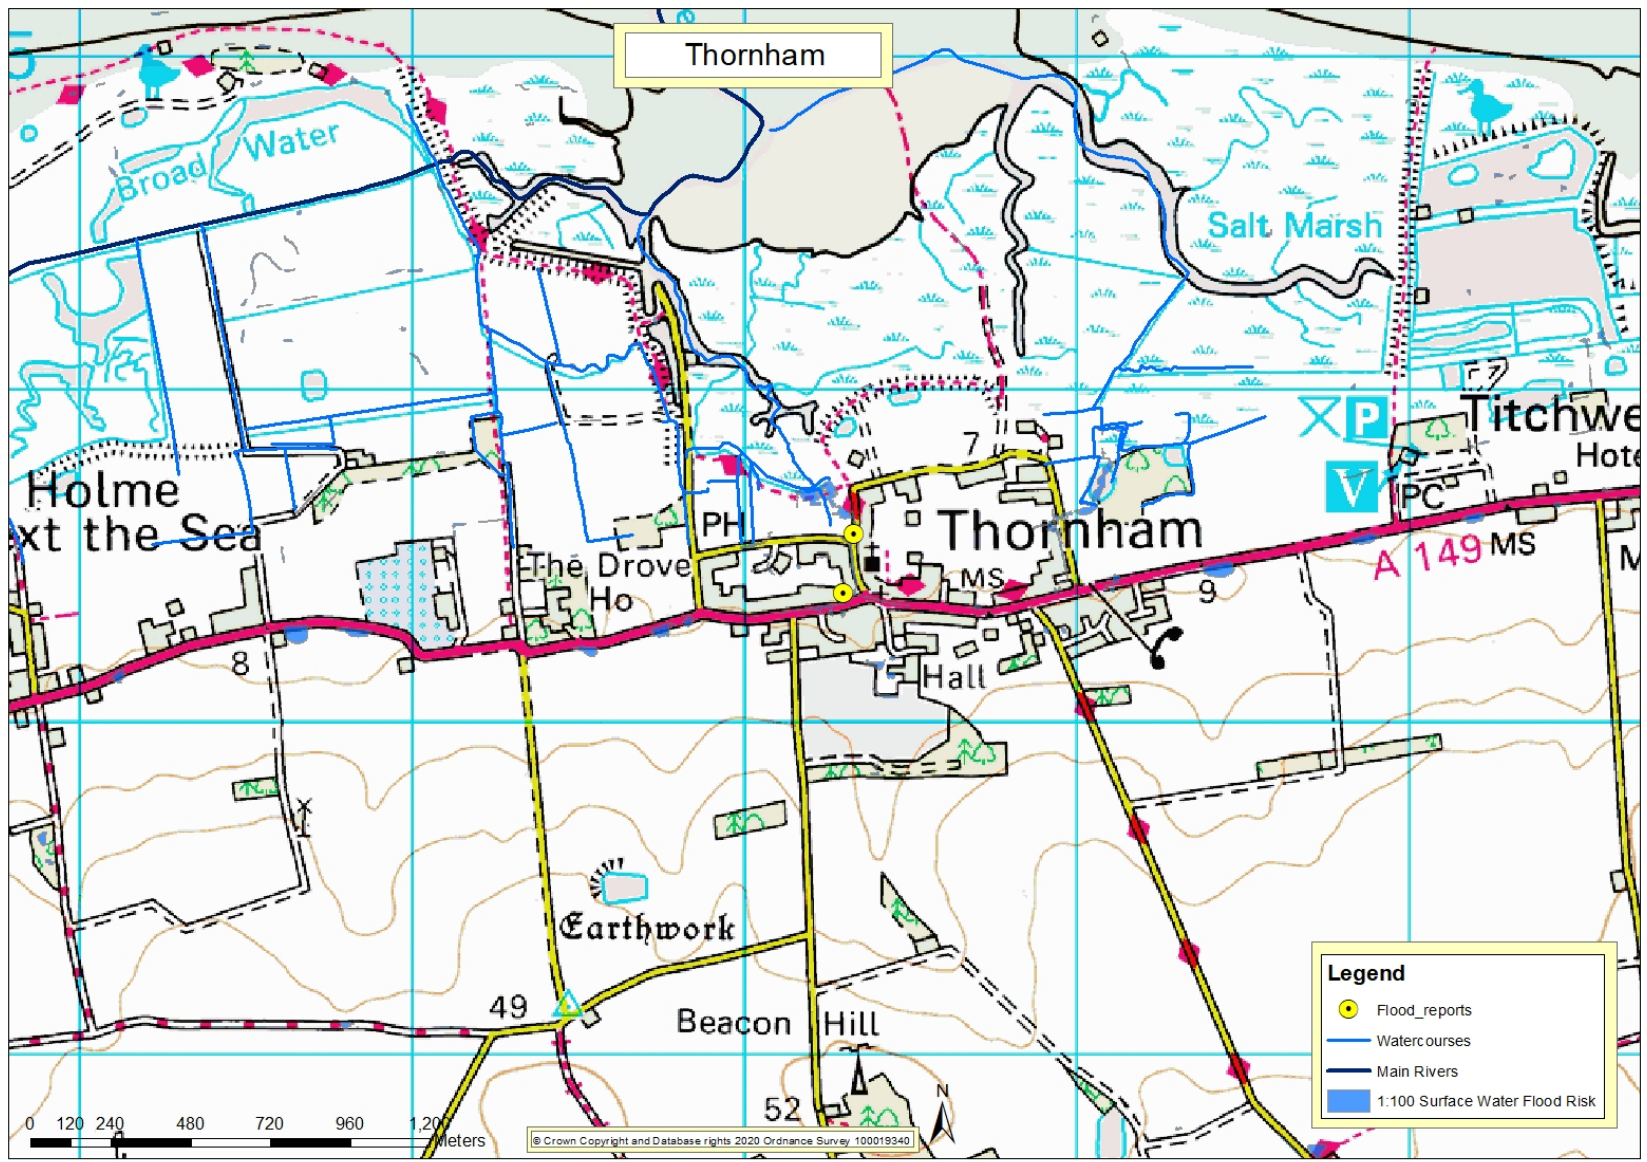 Thornham
Broad Water
Salt Marsh
Titchwe
Hote
P
V
PC
MS
M
A 149
7
Holme
xt the Sea
PH
Thornham
The Drove
Ho
MS
9
8
Hall
Earthwork
49
Beacon Hill
52
N
Legend
Flood_reports
Watercourses
Main Rivers
1:100 Surface Water Flood Risk
0 120 240 480 720 960 1,200
Meters
© Crown Copyright and Database rights 2020 Ordnance Survey 100019340